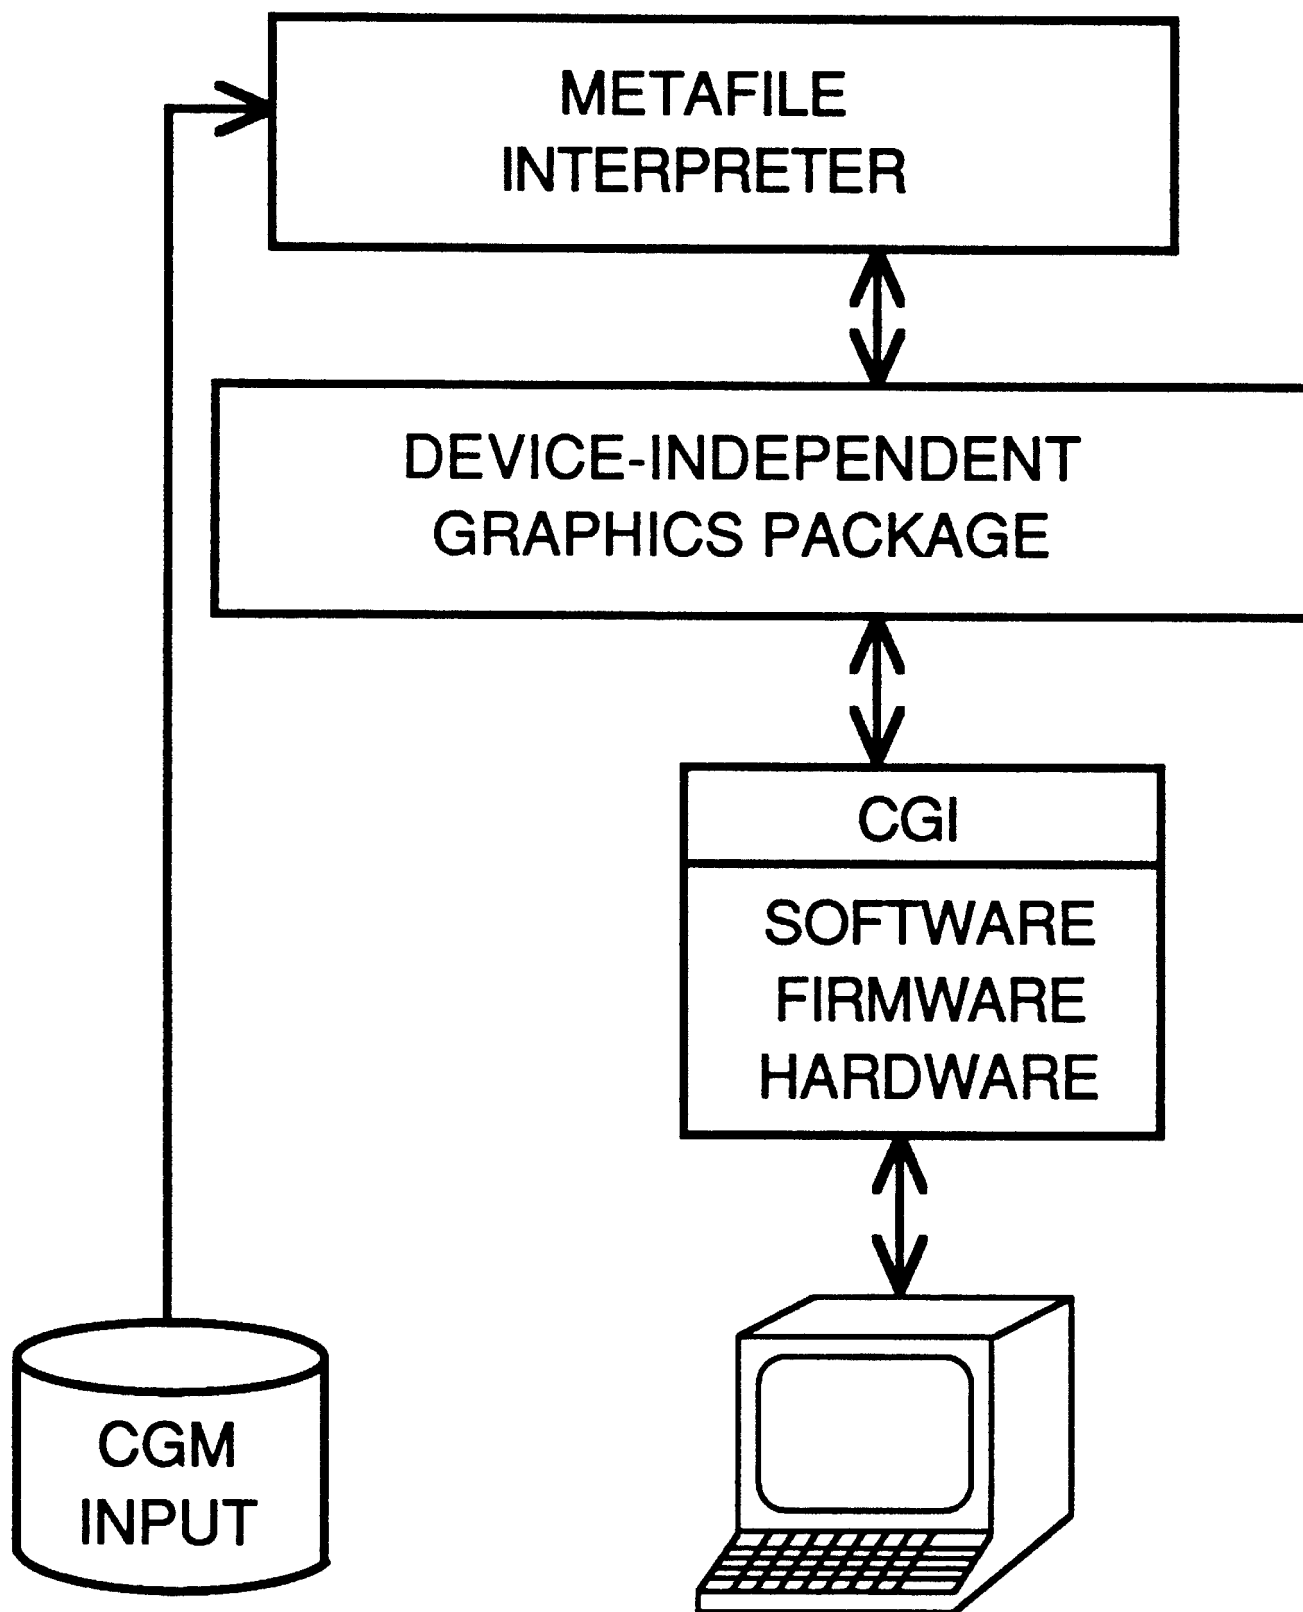 METAFILE
INTERPRETER
DEVICE-INDEPENDENT
GRAPHICS PACKAGE
CGI
SOFTWARE
FIRMWARE
HARDWARE
CGM
INPUT